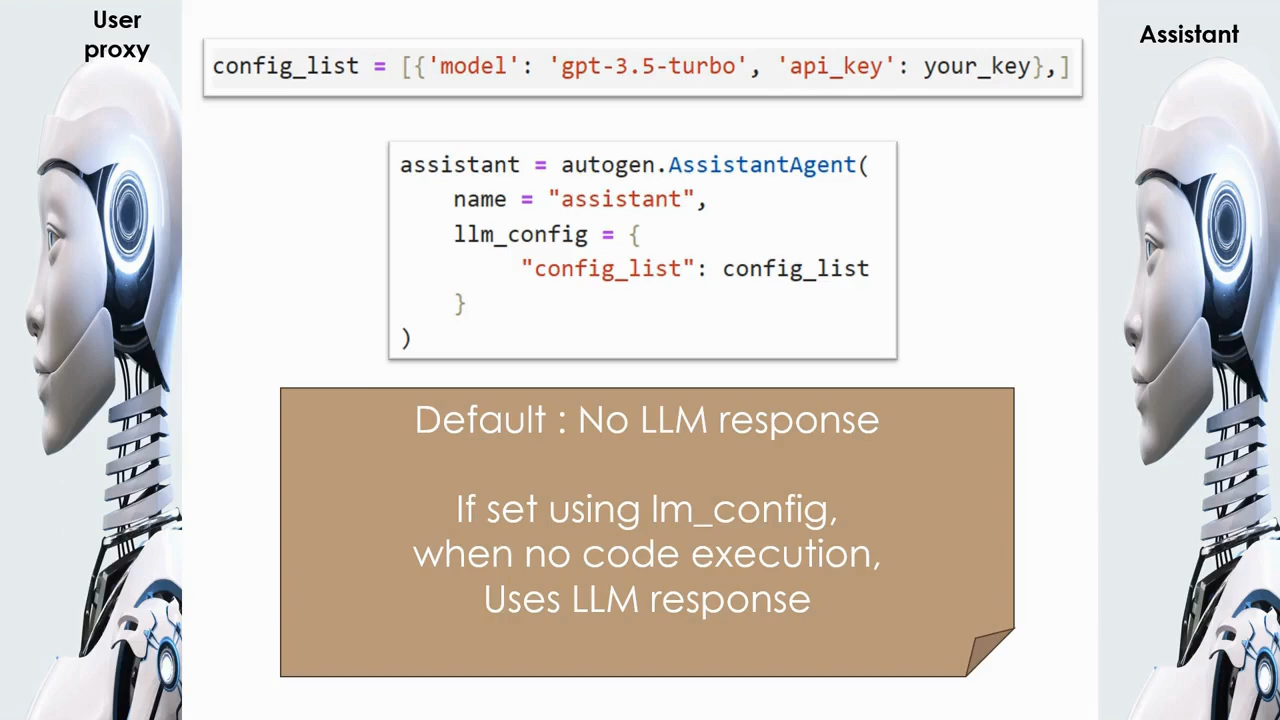 User
proxy
Assistant
config_list = [{'model': 'gpt-3.5-turbo', 'api_key': your_key},]
assistant = autogen.AssistantAgent(
name = "assistant",
llm_config = {
"config_list": config_list
}
)
Default : No LLM response
If set using lm_config,
when no code execution,
Uses LLM response